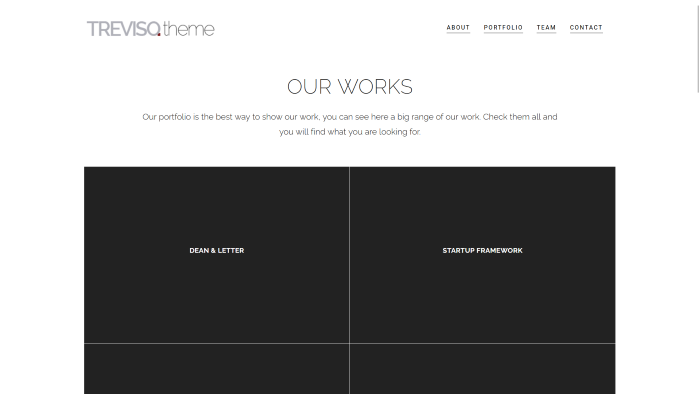 TREVISO.theme
ABOUT PORTFOLIO TEAM CONTACT
OUR WORKS
Our portfolio is the best way to show our work, you can see here a big range of our work. Check them all and
you will find what you are looking for.
DEAN & LETTER
STARTUP FRAMEWORK